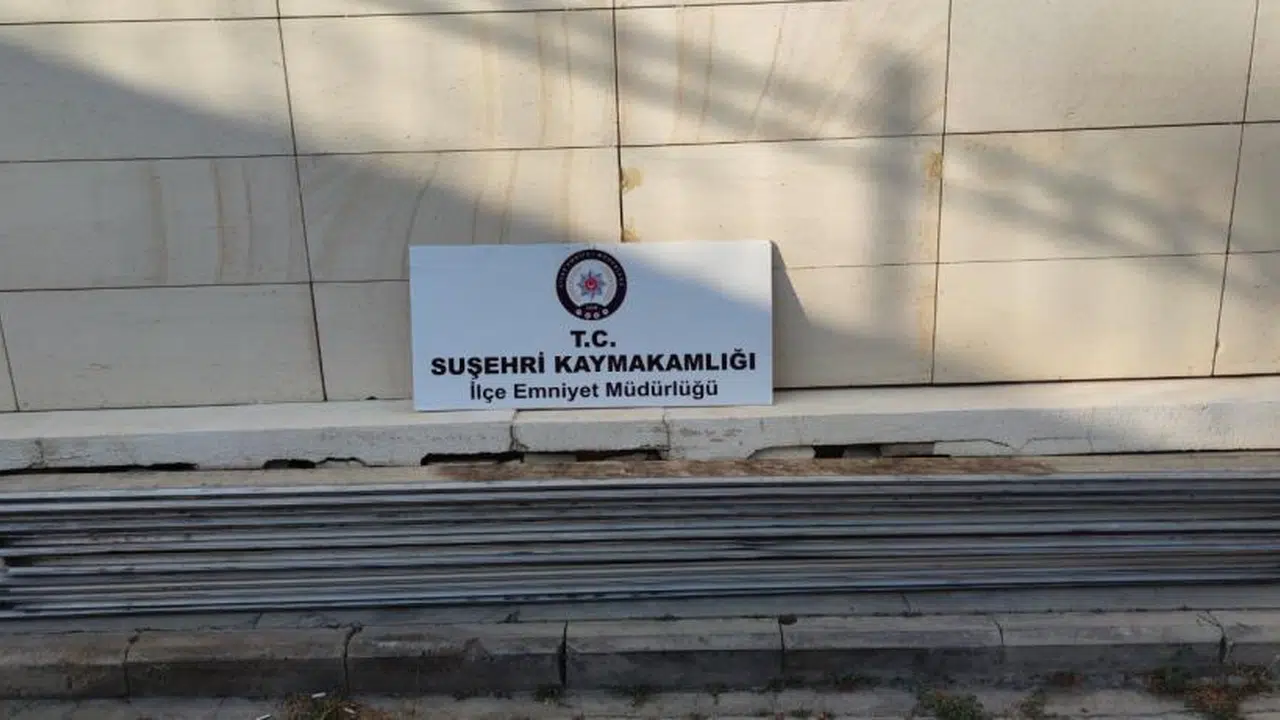 T.C.
SUŞEHRİ KAYMAKAMLIĞI
İlçe Emniyet Müdürlüğü